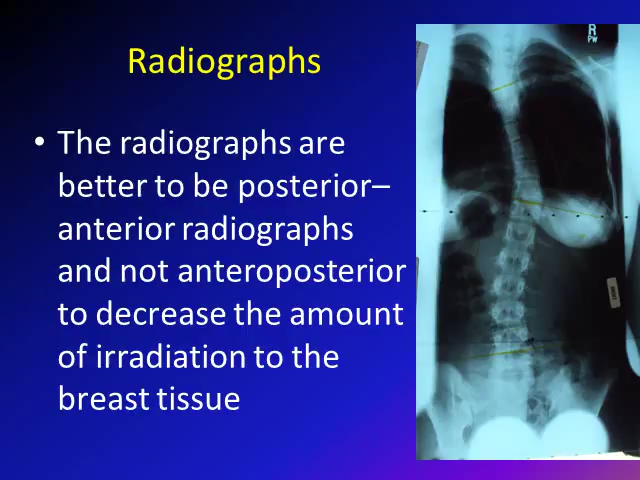 Radiographs
• The radiographs are
better to be posterior–
anterior radiographs
and not anteroposterior
to decrease the amount
of irradiation to the
breast tissue
R
PW